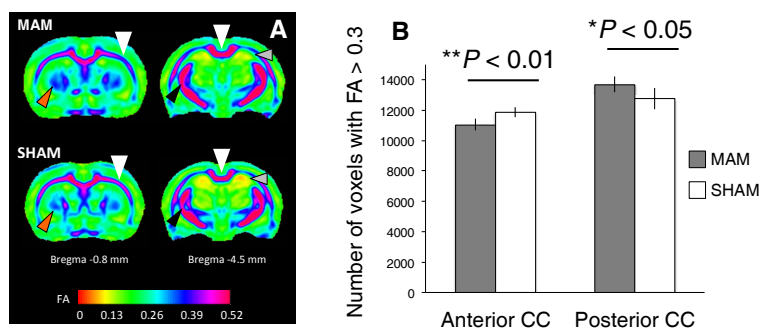 MAM
A
SHAM
Bregma -0.8 mm
Bregma -4.5 mm
FA
0 0.13 0.26 0.39 0.52
B
**P < 0.01
*P < 0.05
Number of voxels with FA > 0.3
14000
12000
10000
8000
6000
4000
2000
0
Anterior CC
Posterior CC
MAM
SHAM